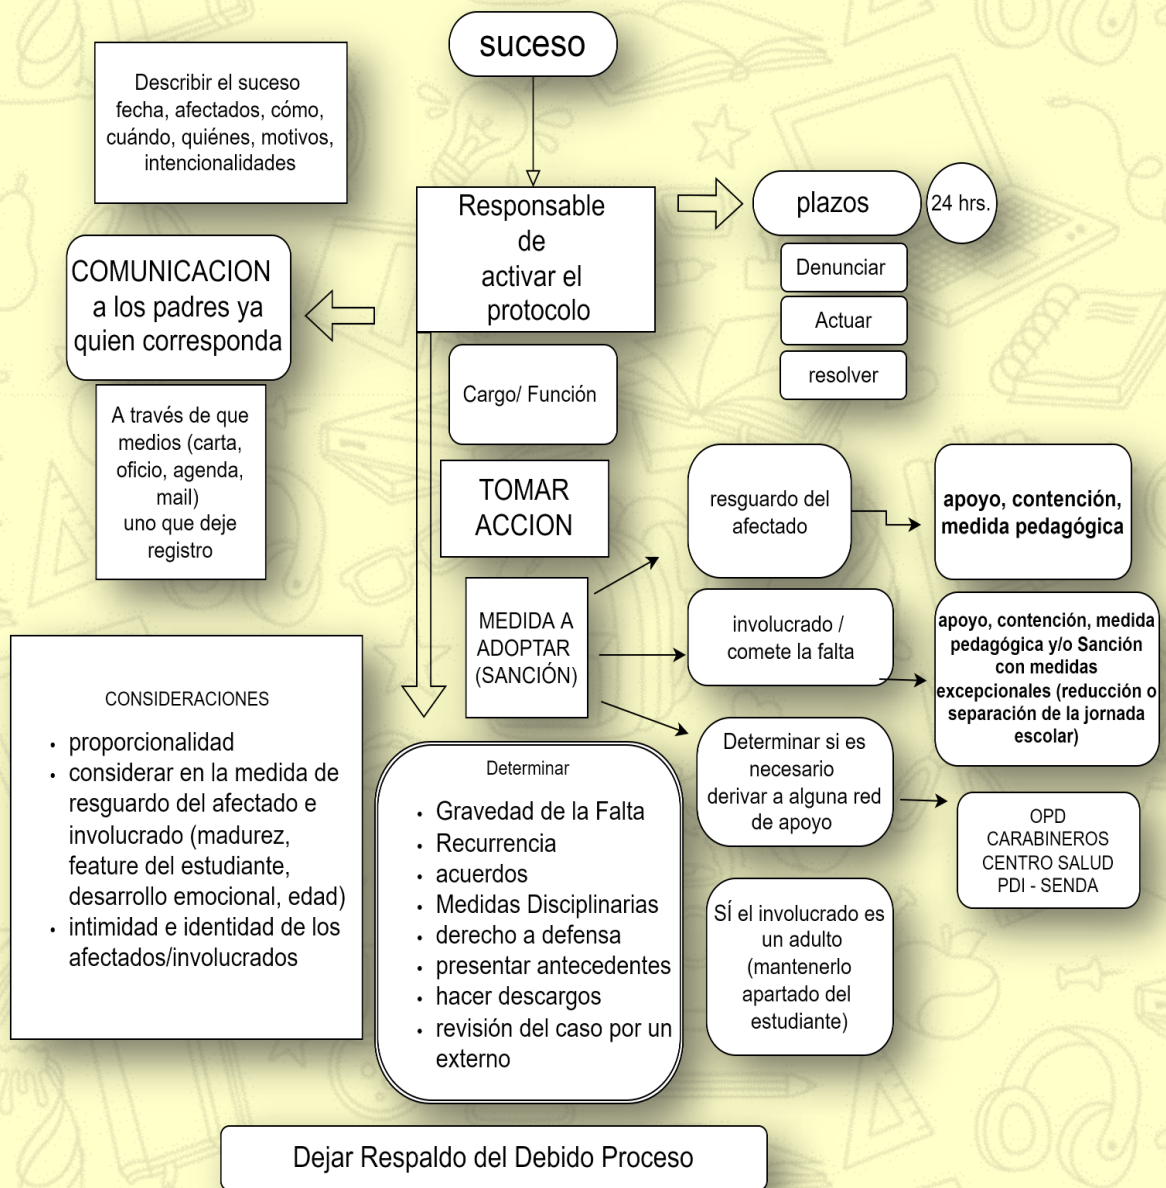 suceso
Describir el suceso
fecha, afectados, cómo,
cuándo, quiénes, motivos,
intencionalidades
Responsable
de
activar el
protocolo
plazos
24 hrs.
Denunciar
Actuar
resolver
COMUNICACION
a los padres ya
quien corresponda
A través de que
medios (carta,
oficio, agenda,
mail)
uno que deje
registro
Cargo/ Función
TOMAR
ACCION
MEDIDA A
ADOPTAR
(SANCIÓN)
resguardo del
afectado
apoyo, contención,
medida pedagógica
involucrado /
comete la falta
apoyo, contención, medida
pedagógica y/o Sanción
con medidas
excepcionales (reducción o
separación de la jornada
escolar)
Determinar si es
necesario
derivar a alguna red
de apoyo
OPD
CARABINEROS
CENTRO SALUD
PDI - SENDA
SÍ el involucrado es
un adulto
(mantenerlo
apartado del
estudiante)
CONSIDERACIONES
• proporcionalidad
• considerar en la medida de
resguardo del afectado e
involucrado (madurez,
feature del estudiante,
desarrollo emocional, edad)
• intimidad e identidad de los
afectados/involucrados
Determinar
• Gravedad de la Falta
• Recurrencia
• acuerdos
• Medidas Disciplinarias
• derecho a defensa
• presentar antecedentes
• hacer descargos
• revisión del caso por un
externo
Dejar Respaldo del Debido Proceso